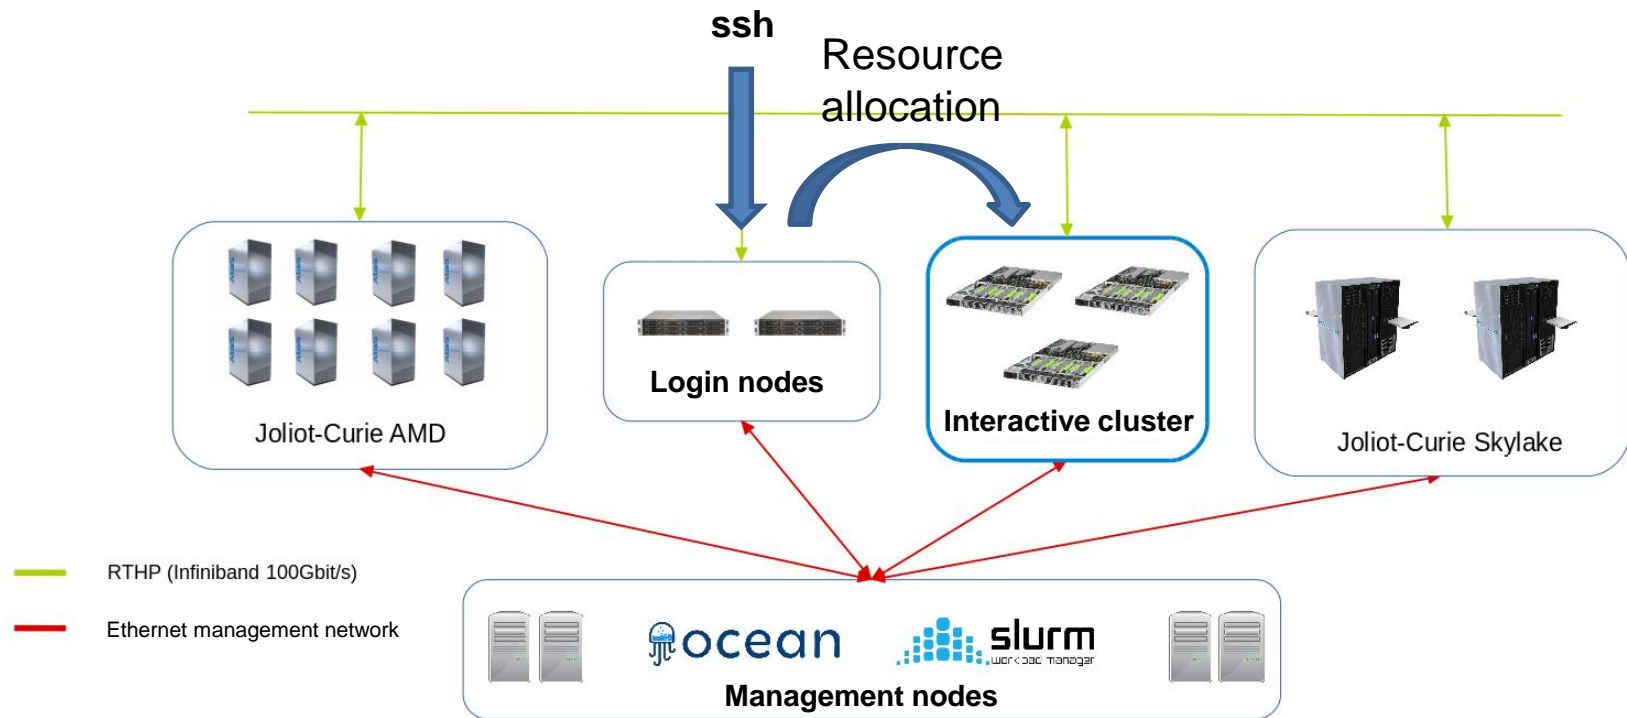 ssh
Resource
allocation
Login nodes
Joliot-Curie AMD
Interactive cluster
Joliot-Curie Skylake
RTHP (Infiniband 100Gbit/s)
Ethernet management network
ocean
slurm
workload manager
Management nodes